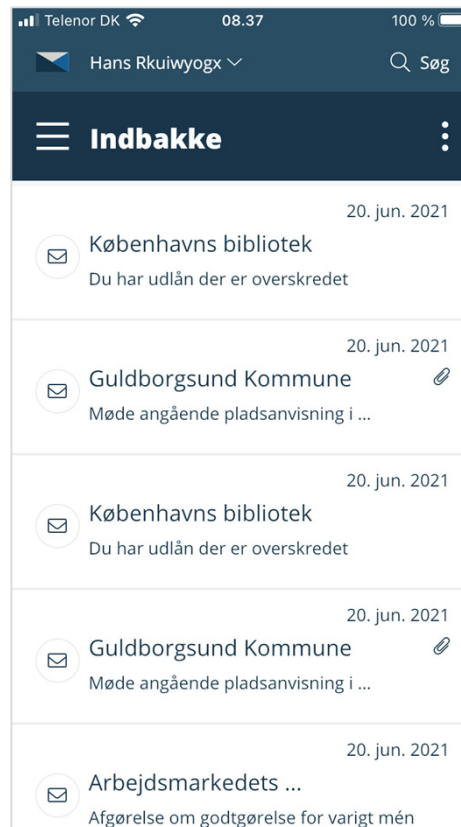 Telenor DK 08.37 100 %
Hans Rkuiwyogx Søg
Indbakke
20. jun. 2021
Københavns bibliotek
Du har udlån der er overskredet
20. jun. 2021
Guldborgsund Kommune
Møde angående pladsanvisning i ...
20. jun. 2021
Københavns bibliotek
Du har udlån der er overskredet
20. jun. 2021
Guldborgsund Kommune
Møde angående pladsanvisning i ...
20. jun. 2021
Arbejdsmarkedets ...
Afgørelse om godtgørelse for varigt mén